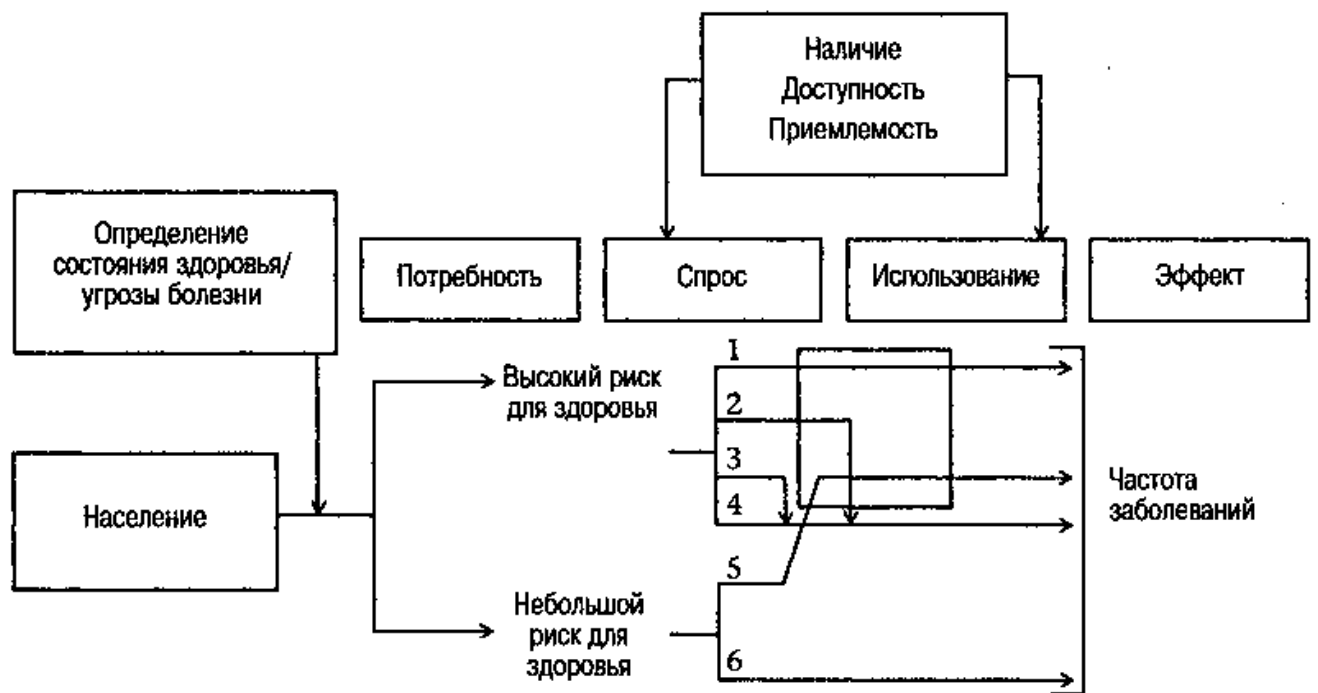 Наличие
Доступность
Приемлемость
Определение
состояния здоровья/
угрозы болезни
Потребность
Спрос
Использование
Эффект
Население
Высокий риск
для здоровья
Небольшой
риск для
здоровья
1
2
3
4
5
6
Частота
заболеваний